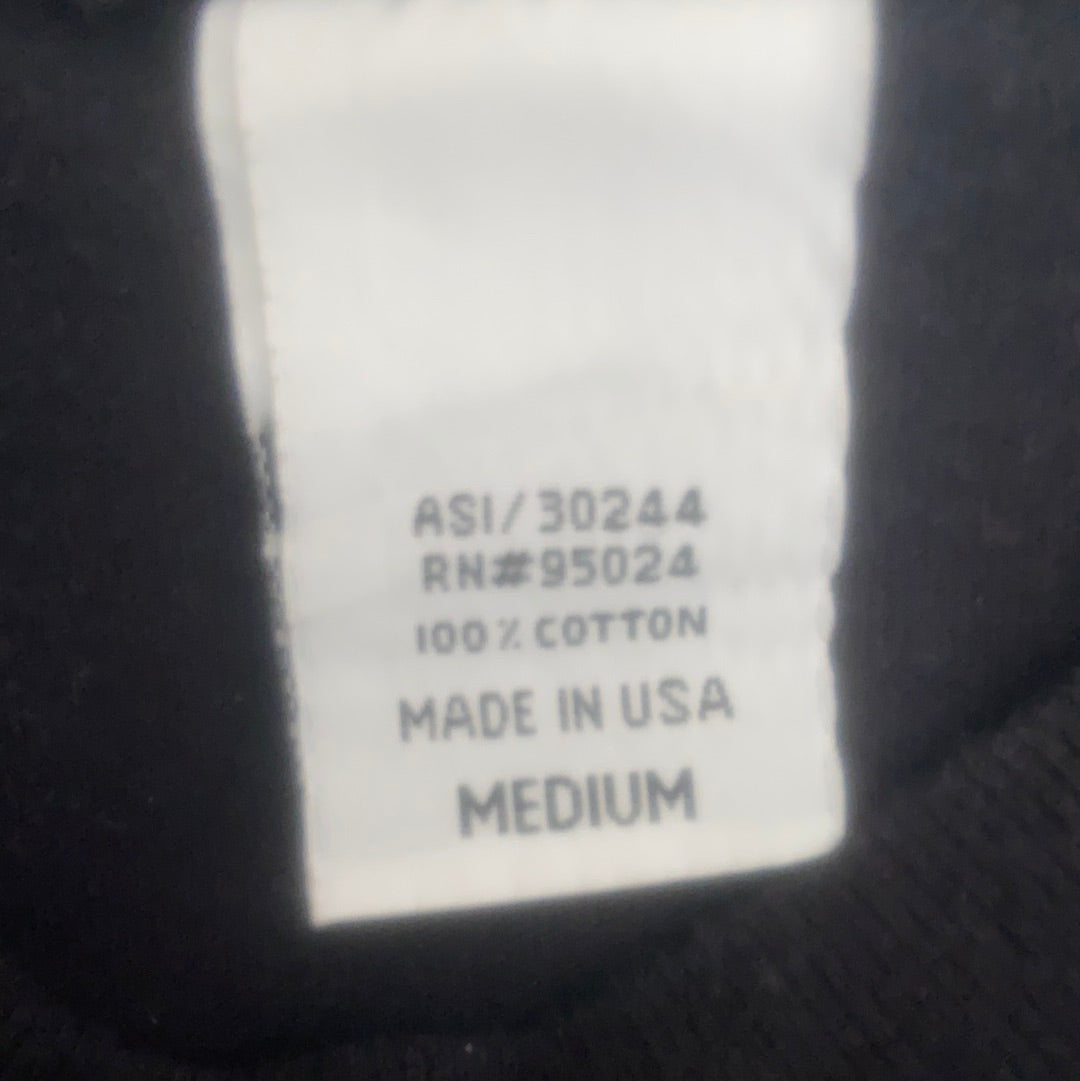 ASI/30244
RN#95024
100% COTTON
MADE IN USA
MEDIUM